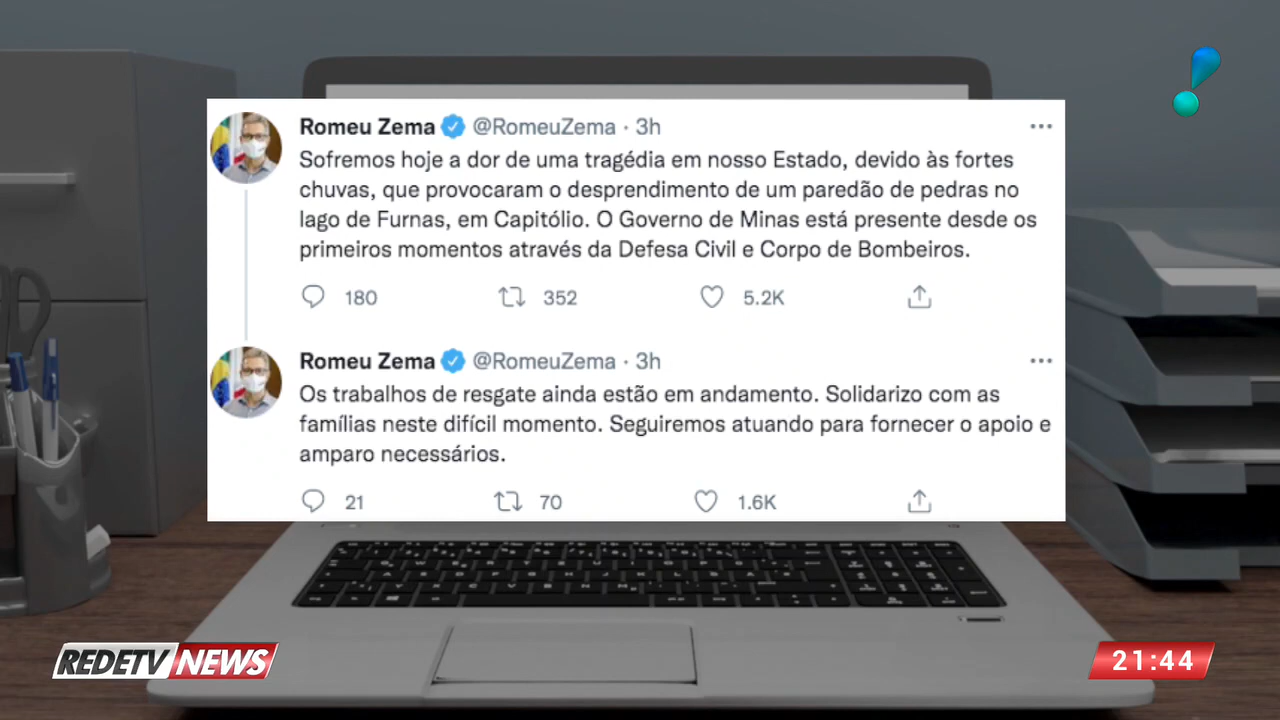 Romeu Zema @RomeuZema · 3h
Sofremos hoje a dor de uma tragédia em nosso Estado, devido às fortes
chuvas, que provocaram o desprendimento de um paredão de pedras no
lago de Furnas, em Capitólio. O Governo de Minas está presente desde os
primeiros momentos através da Defesa Civil e Corpo de Bombeiros.
180 352 5.2K
Romeu Zema @RomeuZema · 3h
Os trabalhos de resgate ainda estão em andamento. Solidarizo com as
famílias neste difícil momento. Seguiremos atuando para fornecer o apoio e
amparo necessários.
21 70 1.6K
REDETV NEWS
21:44